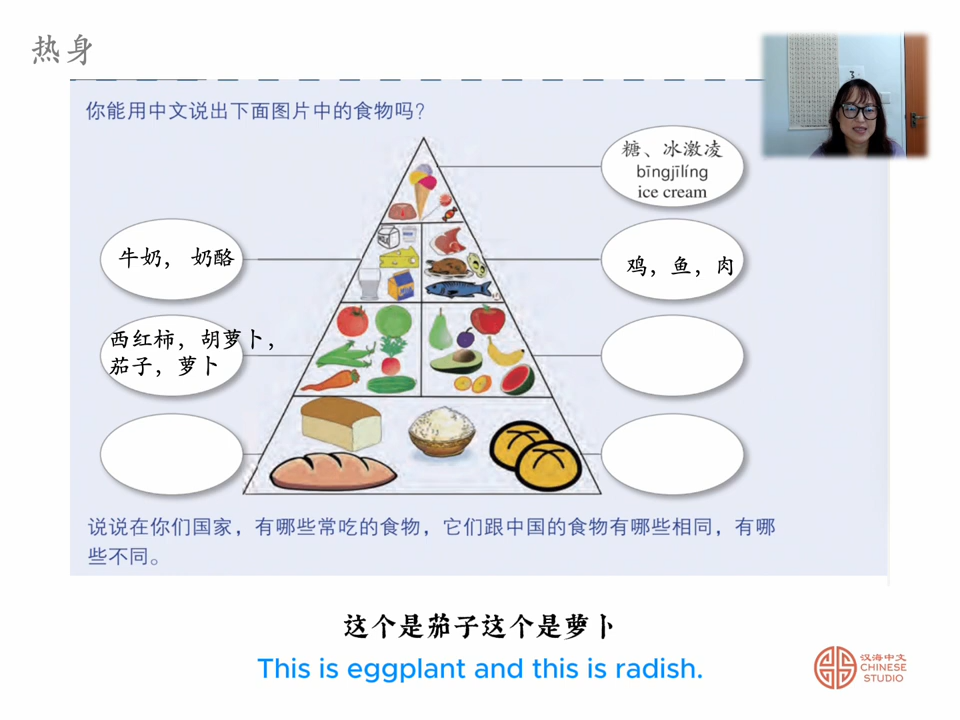 热身
你能用中文说出下面图片中的食物吗?
糖、冰激凌
bīngjīlíng
ice cream
牛奶， 奶酪
鸡，鱼，肉
西红柿，胡萝卜，
茄子，萝卜
说说在你们国家，有哪些常吃的食物，它们跟中国的食物有哪些相同，有哪
些不同。
这个是茄子这个是萝卜
This is eggplant and this is radish.
汉海中文
CHINESE
STUDIO